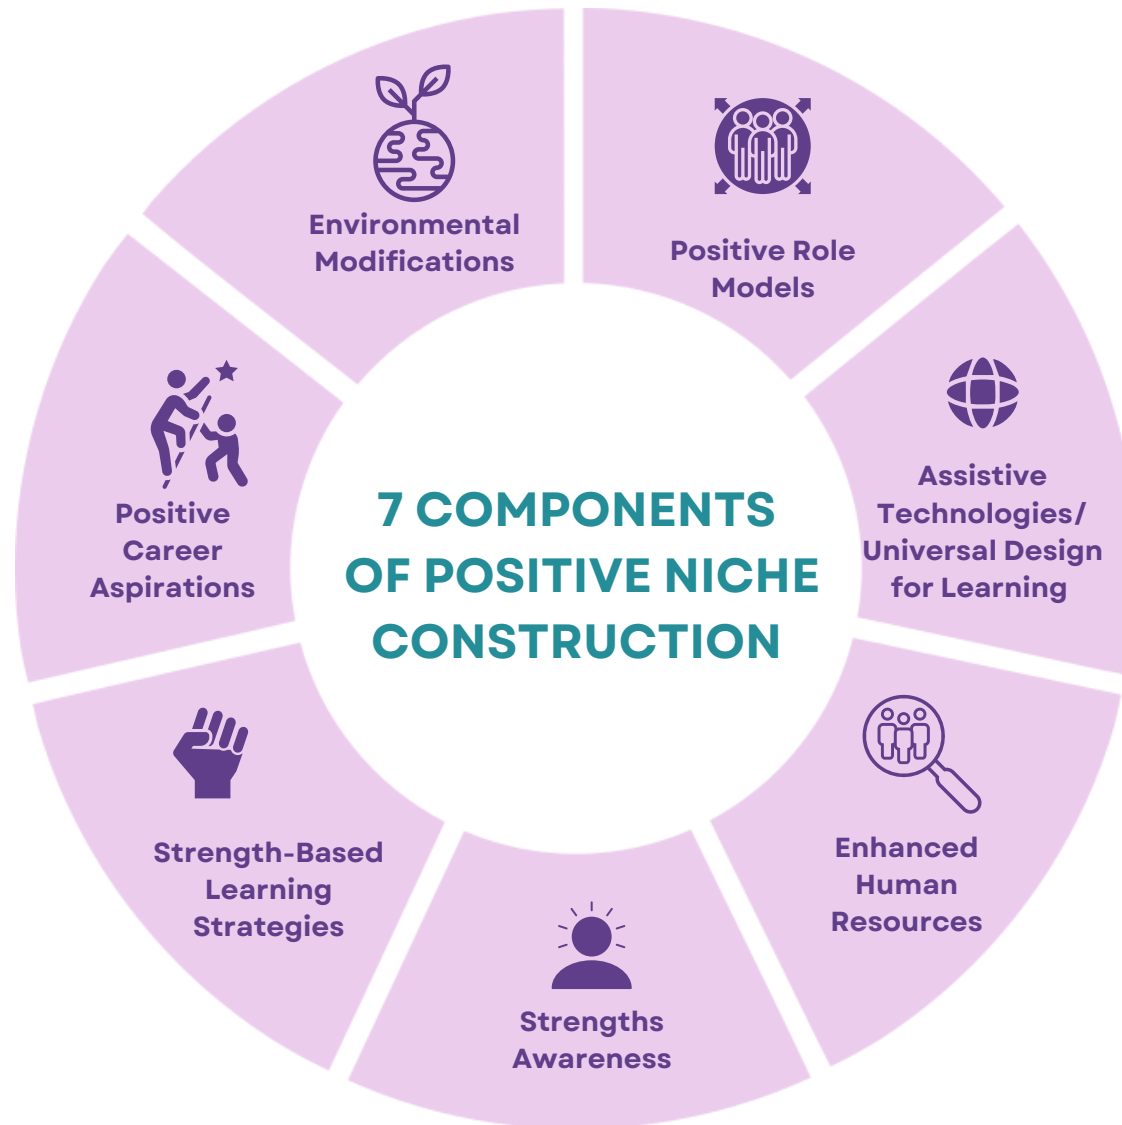 7 COMPONENTS
OF POSITIVE NICHE
CONSTRUCTION
Positive Role
Models
Assistive
Technologies/
Universal Design
for Learning
Enhanced
Human
Resources
Strengths
Awareness
Strength-Based
Learning
Strategies
Positive
Career
Aspirations
Environmental
Modifications